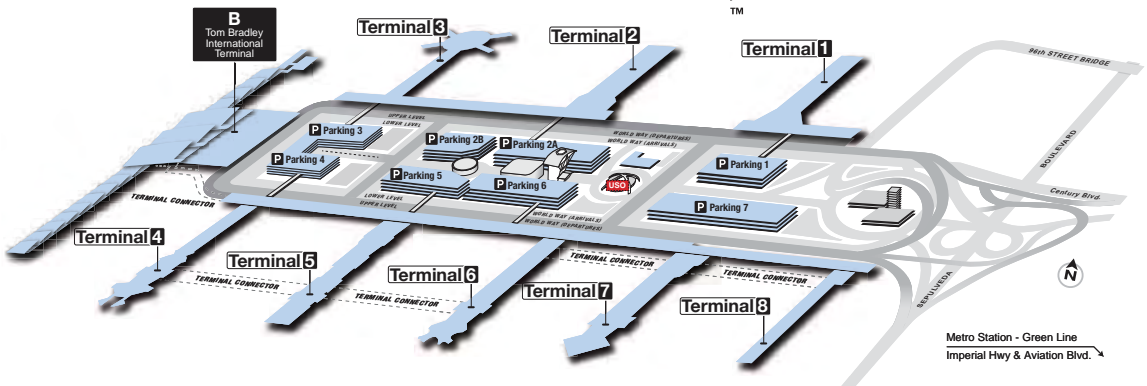 ™
B
Tom Bradley
International
Terminal
Terminal 3
Terminal 2
Terminal 1
96th STREET BRIDGE
UPPER LEVEL
LOWER LEVEL
WORLD WAY (DEPARTURES)
WORLD WAY (ARRIVALS)
P Parking 3
P Parking 2B
P Parking 2A
P Parking 4
P Parking 1
BOULEVARD
P Parking 5
P Parking 6
USO
Century Blvd.
TERMINAL CONNECTOR
LOWER LEVEL
UPPER LEVEL
P Parking 7
WORLD WAY (ARRIVALS)
WORLD WAY (DEPARTURES)
Terminal 4
Terminal 5
TERMINAL CONNECTOR
TERMINAL CONNECTOR
Terminal 6
TERMINAL CONNECTOR
TERMINAL CONNECTOR
Terminal 7
Terminal 8
SEPULVEDA
N
Metro Station - Green Line
Imperial Hwy & Aviation Blvd.